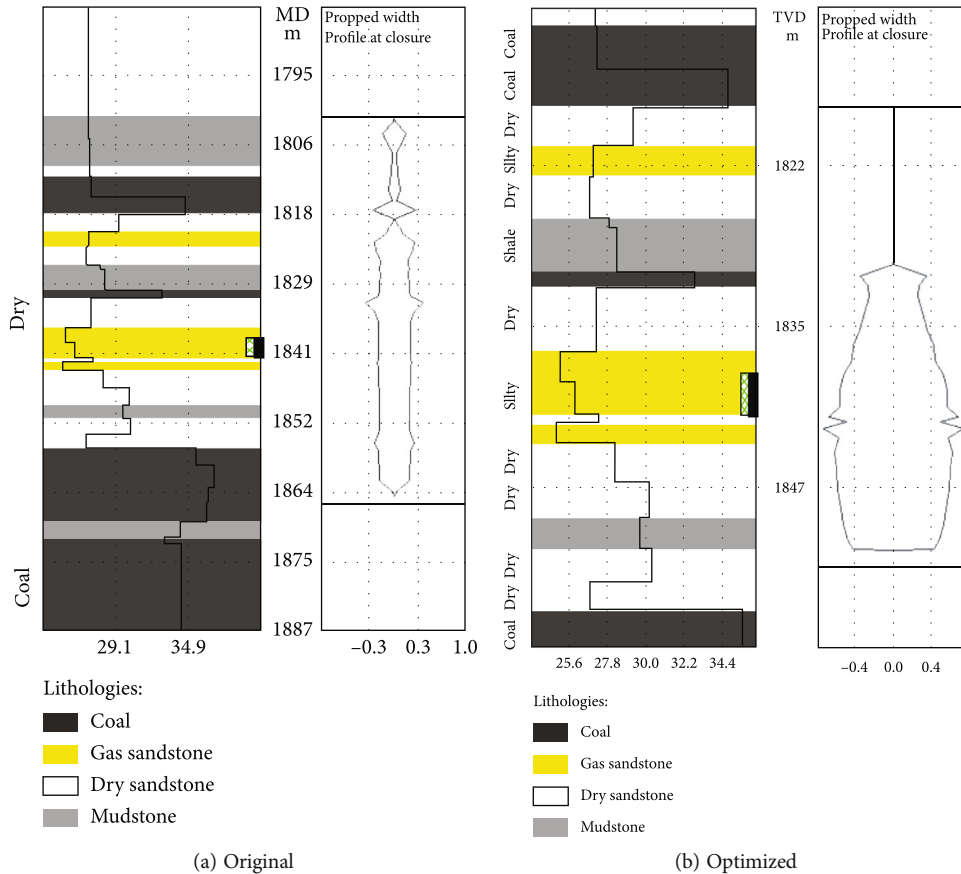 MD
m
Propped width
Profile at closure
1795
1806
1818
1829
1841
1852
1864
1875
1887
Dry
Coal
29.1 34.9
−0.3 0.3 1.0
Lithologies:
Coal
Gas sandstone
Dry sandstone
Mudstone
(a) Original
TVD
m
Propped width
Profile at closure
Coal
Coal
Dry
Sllty
Dry
Shale
Dry
Sllty
Dry
Dry
Dry
Dry
Coal
1822
1835
1847
25.6 27.8 30.0 32.2 34.4
−0.4 0.0 0.4
Lithologies:
Coal
Gas sandstone
Dry sandstone
Mudstone
(b) Optimized